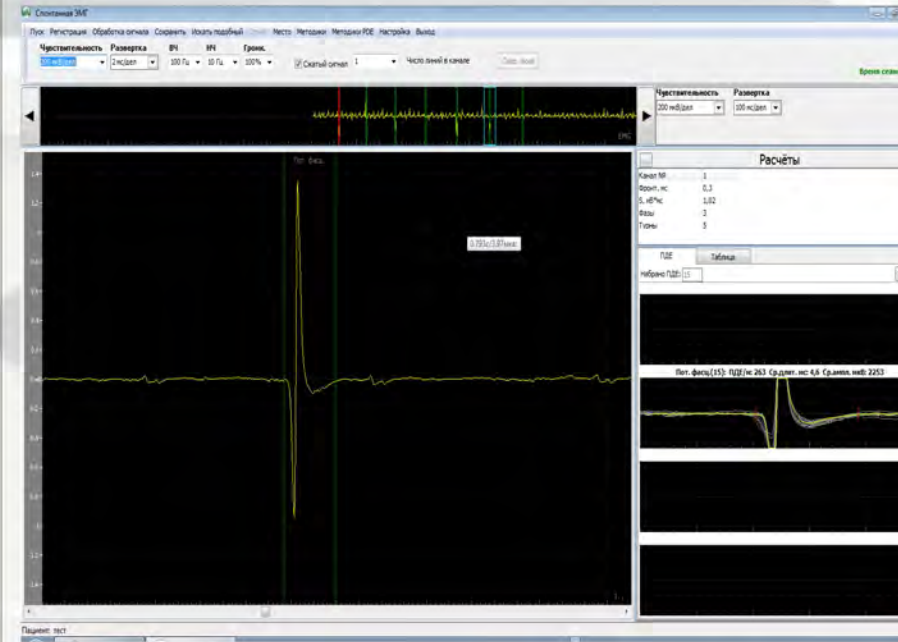 Спонтанная ЭМГ
Пуск Регистрация Обработка сигнала Сохранить Искать подобный Место Методики Методики PDE Настройка Выход
Чувствительность Развертка ВЧ НЧ Громк.
200 мкВ/дел 2 мс/дел 100 Гц 10 Гц 100% Сжатый сигнал 1 Число линий в канале
Время сеан
Чувствительность Развертка
200 мкВ/дел 100 мс/дел
EMG
Пот. фасц.
Расчёты
Канал № 1
Фронт, мс 0,3
S, мВ*мс 1,02
Фазы 2
Турны 5
ПДЕ Таблица
Набрано ПДЕ: 15
Пот. фасц.(15): ПДЕ/м: 263 Ср.длит. мс: 4,6 Ср.ампл. мкВ: 2253
Пациент: тест